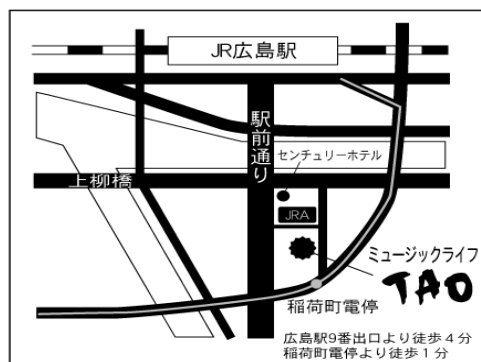 JR広島駅
駅前通り
センチュリーホテル
上柳橋
JRA
ミュージックライフ
TAO
稲荷町電停
広島駅9番出口より徒歩4分
稲荷町電停より徒歩1分